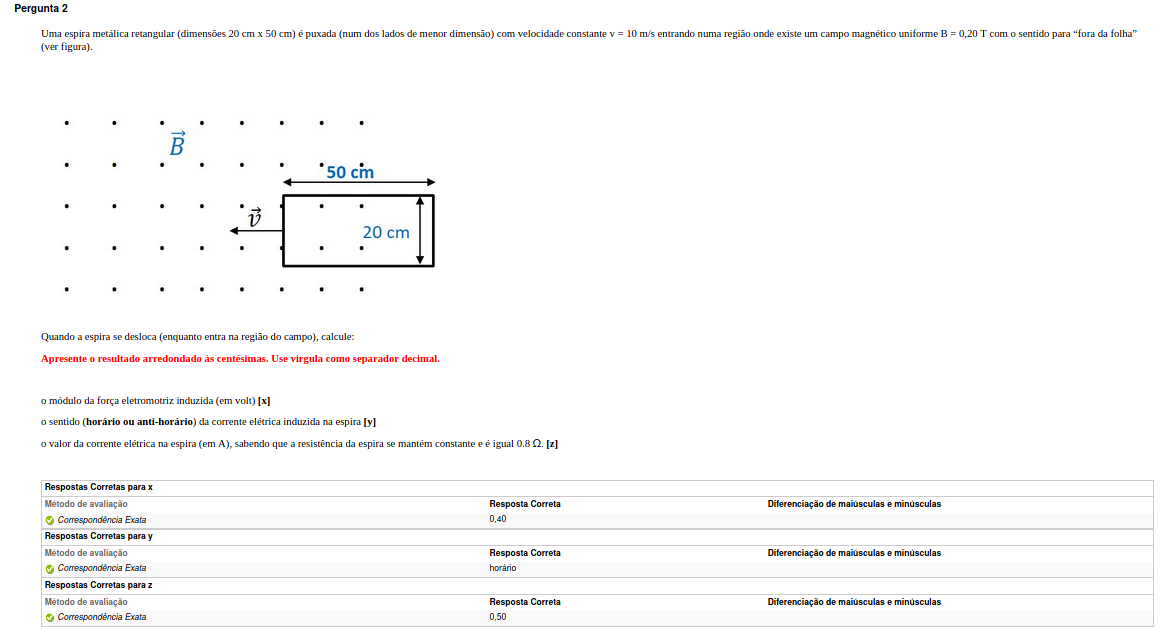 Pergunta 2
Uma espira metálica retangular (dimensões 20 cm x 50 cm) é puxada (num dos lados de menor dimensão) com velocidade constante v = 10 m/s entrando numa região onde existe um campo magnético uniforme B = 0,20 T com o sentido para “fora da folha”
(ver figura).
B
50 cm
v
20 cm
Quando a espira se desloca (enquanto entra na região do campo), calcule:
Apresente o resultado arredondado às centésimas. Use vírgula como separador decimal.
o módulo da força eletromotriz induzida (em volt) [x]
o sentido (horário ou anti-horário) da corrente elétrica induzida na espira [y]
o valor da corrente elétrica na espira (em A), sabendo que a resistência da espira se mantém constante e é igual 0.8 Ω. [z]
Respostas Corretas para x
Método de avaliação Resposta Correta Diferenciação de maiúsculas e minúsculas
Correspondência Exata 0,40
Respostas Corretas para y
Método de avaliação Resposta Correta Diferenciação de maiúsculas e minúsculas
Correspondência Exata horário
Respostas Corretas para z
Método de avaliação Resposta Correta Diferenciação de maiúsculas e minúsculas
Correspondência Exata 0,50